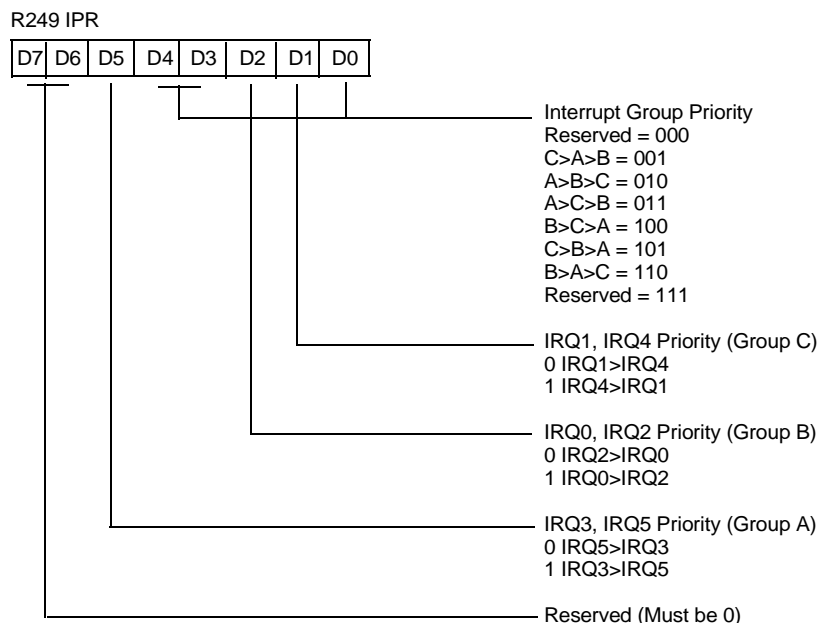 R249 IPR
D7 D6 D5 D4 D3 D2 D1 D0
Interrupt Group Priority
Reserved = 000
C>A>B = 001
A>B>C = 010
A>C>B = 011
B>C>A = 100
C>B>A = 101
B>A>C = 110
Reserved = 111
IRQ1, IRQ4 Priority (Group C)
0 IRQ1>IRQ4
1 IRQ4>IRQ1
IRQ0, IRQ2 Priority (Group B)
0 IRQ2>IRQ0
1 IRQ0>IRQ2
IRQ3, IRQ5 Priority (Group A)
0 IRQ5>IRQ3
1 IRQ3>IRQ5
Reserved (Must be 0)